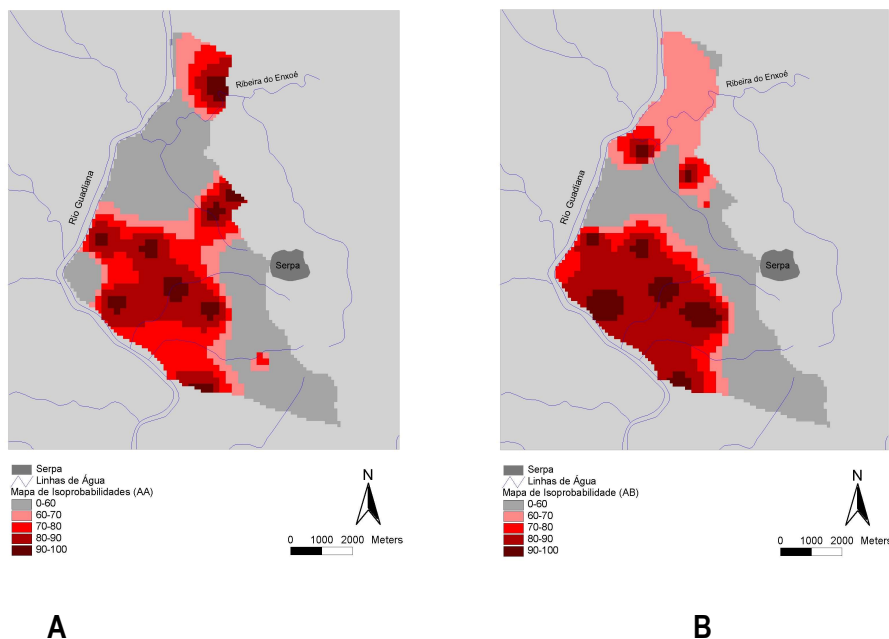 Ribeira do Enxoé
Rio Guadiana
Serpa
Serpa
Linhas de Água
Mapa de Isoprobabilidades (AA)
0-60
60-70
70-80
80-90
90-100
N
0 1000 2000 Meters
A
Ribeira do Enxoé
Rio Guadiana
Serpa
Serpa
Linhas de Água
Mapa de Isoprobabilidade (AB)
0-60
60-70
70-80
80-90
90-100
N
0 1000 2000 Meters
B